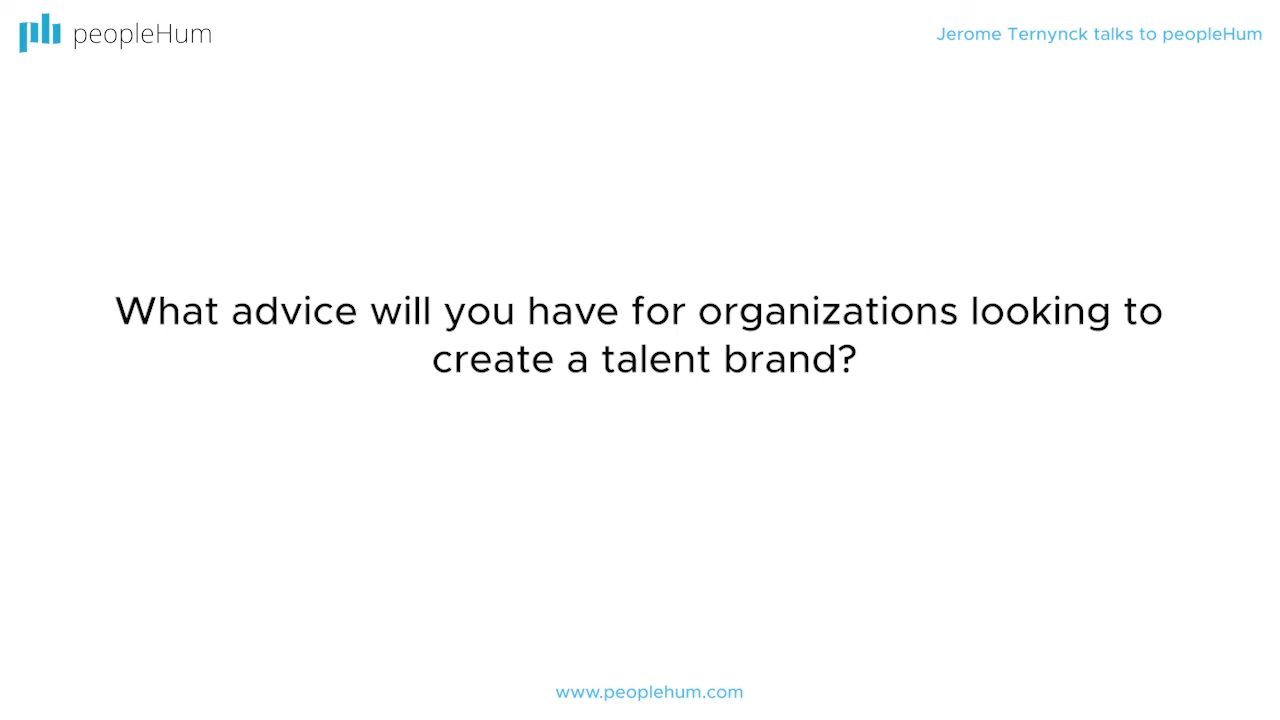 peopleHum
Jerome Ternynck talks to peopleHum
What advice will you have for organizations looking to
create a talent brand?
www.peoplehum.com